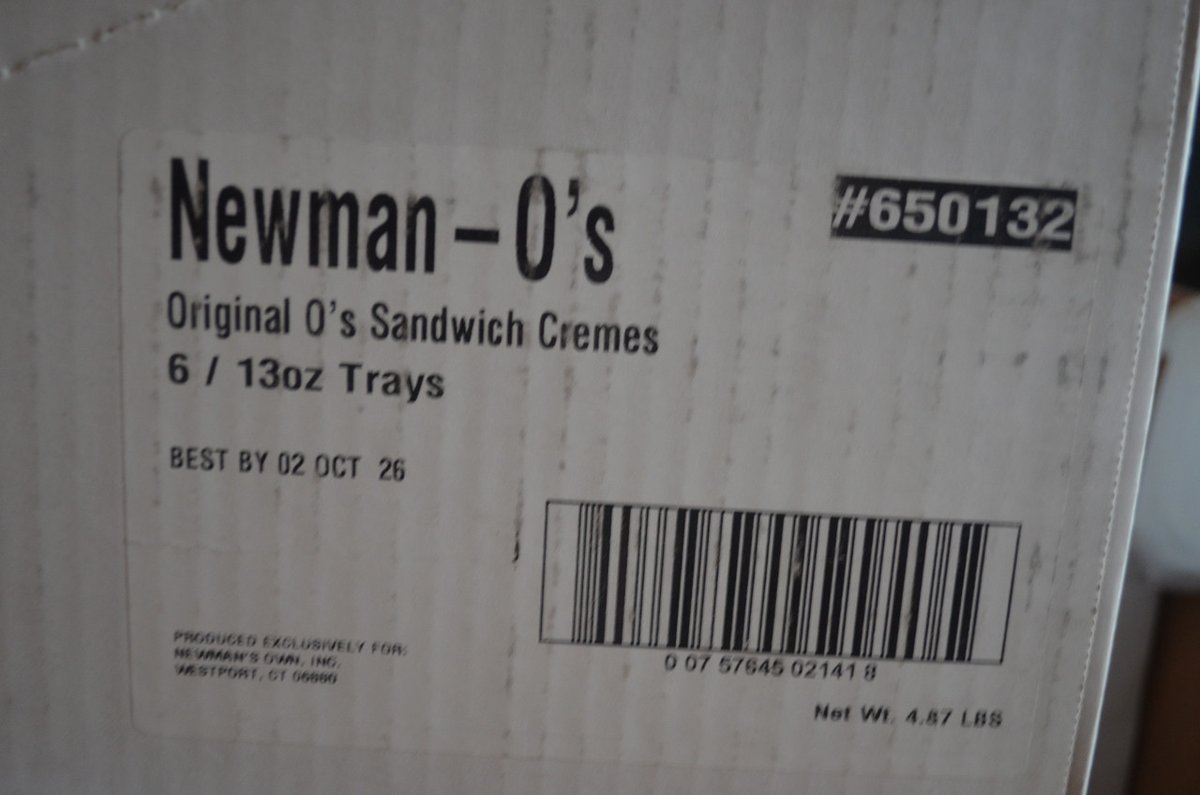 Newman - O's
#650132
Original O's Sandwich Cremes
6 / 13oz Trays
BEST BY 02 OCT 26
PRODUCED EXCLUSIVELY FOR:
NEWMAN'S OWN, INC.
WESTPORT, CT 06880
0 07 57645 02141 8
Net Wt. 4.87 LBS